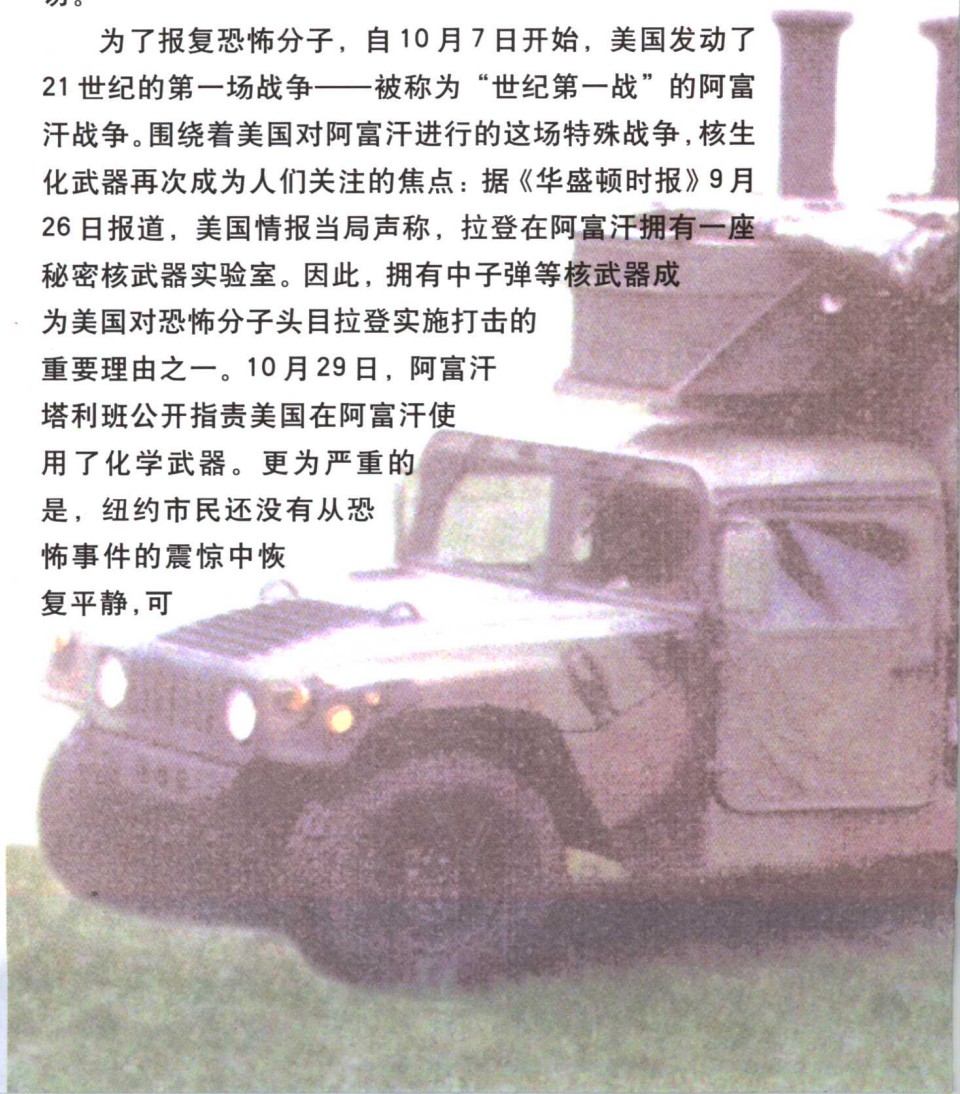 为了报复恐怖分子，自10月7日开始，美国发动了
21世纪的第一场战争——被称为“世纪第一战”的阿富
汗战争。围绕着美国对阿富汗进行的这场特殊战争，核生
化武器再次成为人们关注的焦点：据《华盛顿时报》9月
26日报道，美国情报当局声称，拉登在阿富汗拥有一座
秘密核武器实验室。因此，拥有中子弹等核武器成
为美国对恐怖分子头目拉登实施打击的
重要理由之一。10月29日，阿富汗
塔利班公开指责美国在阿富汗使
用了化学武器。更为严重的
是，纽约市民还没有从恐
怖事件的震惊中恢
复平静，可